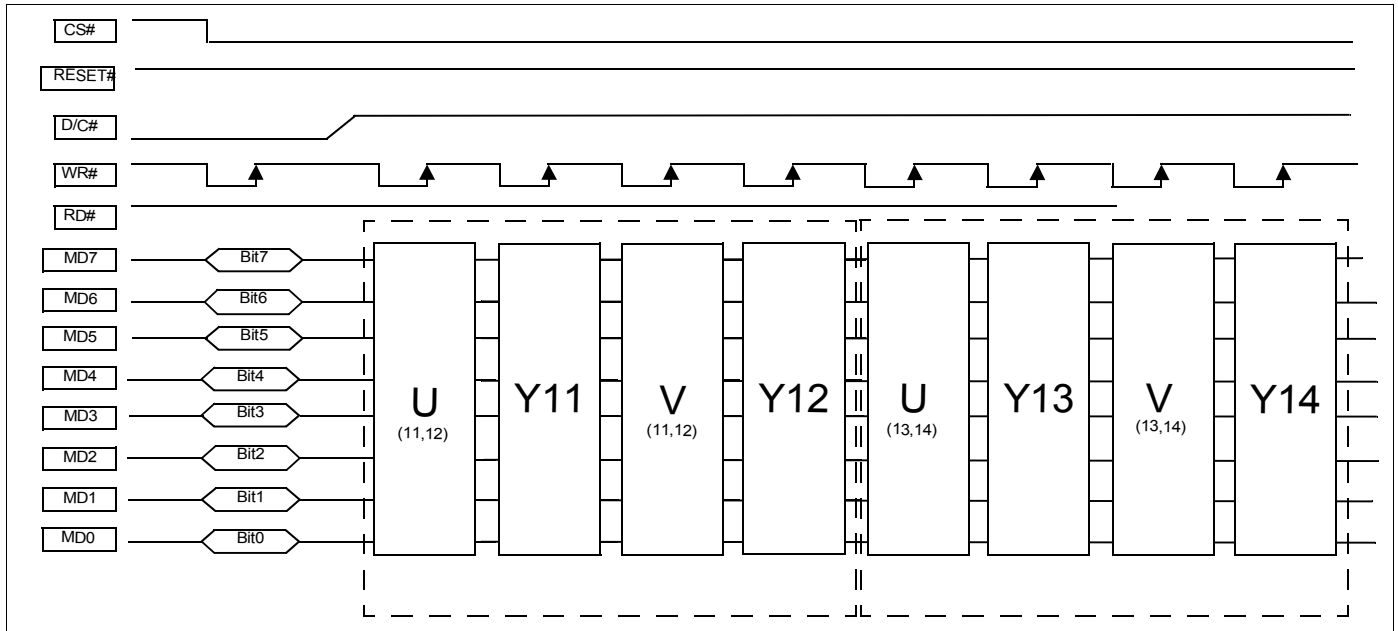 CS#
RESET#
D/C#
WR#
RD#
MD7 Bit7
MD6 Bit6
MD5 Bit5
MD4 Bit4
MD3 Bit3
MD2 Bit2
MD1 Bit1
MD0 Bit0
U Y11 V Y12 U Y13 V Y14
(11,12) (11,12) (13,14) (13,14)